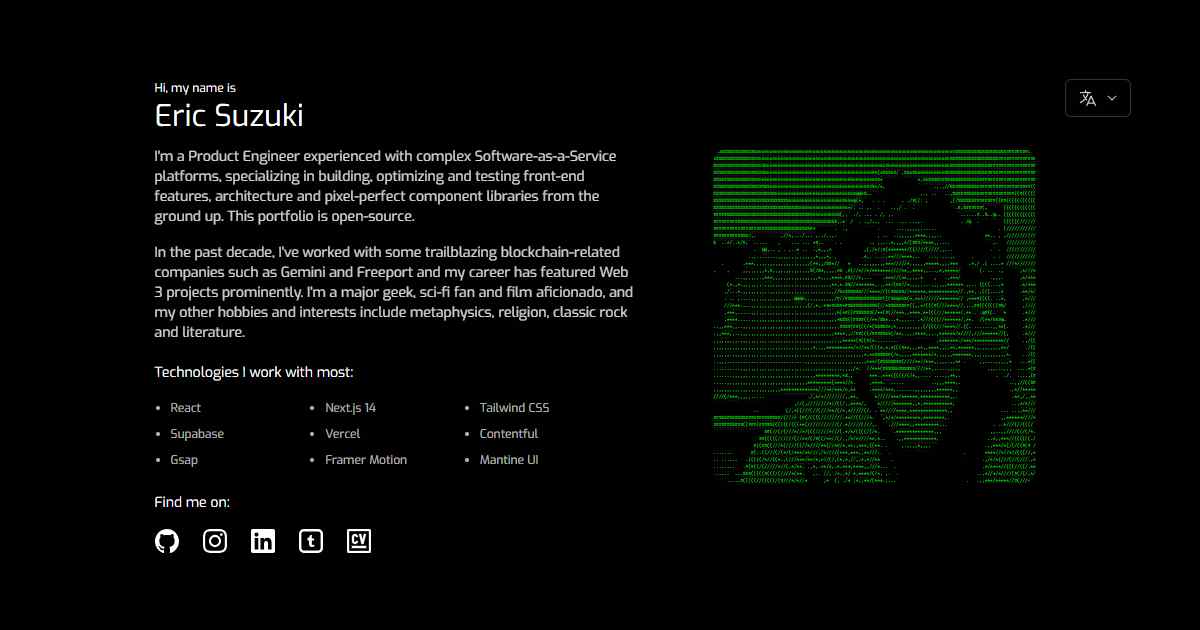 Hi, my name is
Eric Suzuki
I'm a Product Engineer experienced with complex Software-as-a-Service
platforms, specializing in building, optimizing and testing front-end
features, architecture and pixel-perfect component libraries from the
ground up. This portfolio is open-source.
In the past decade, I've worked with some trailblazing blockchain-related
companies such as Gemini and Freeport and my career has featured Web
3 projects prominently. I'm a major geek, sci-fi fan and film aficionado, and
my other hobbies and interests include metaphysics, religion, classic rock
and literature.
Technologies I work with most:
• React
• Next.js 14
• Tailwind CSS
• Supabase
• Vercel
• Contentful
• Gsap
• Framer Motion
• Mantine UI
Find me on:
in
t
CV